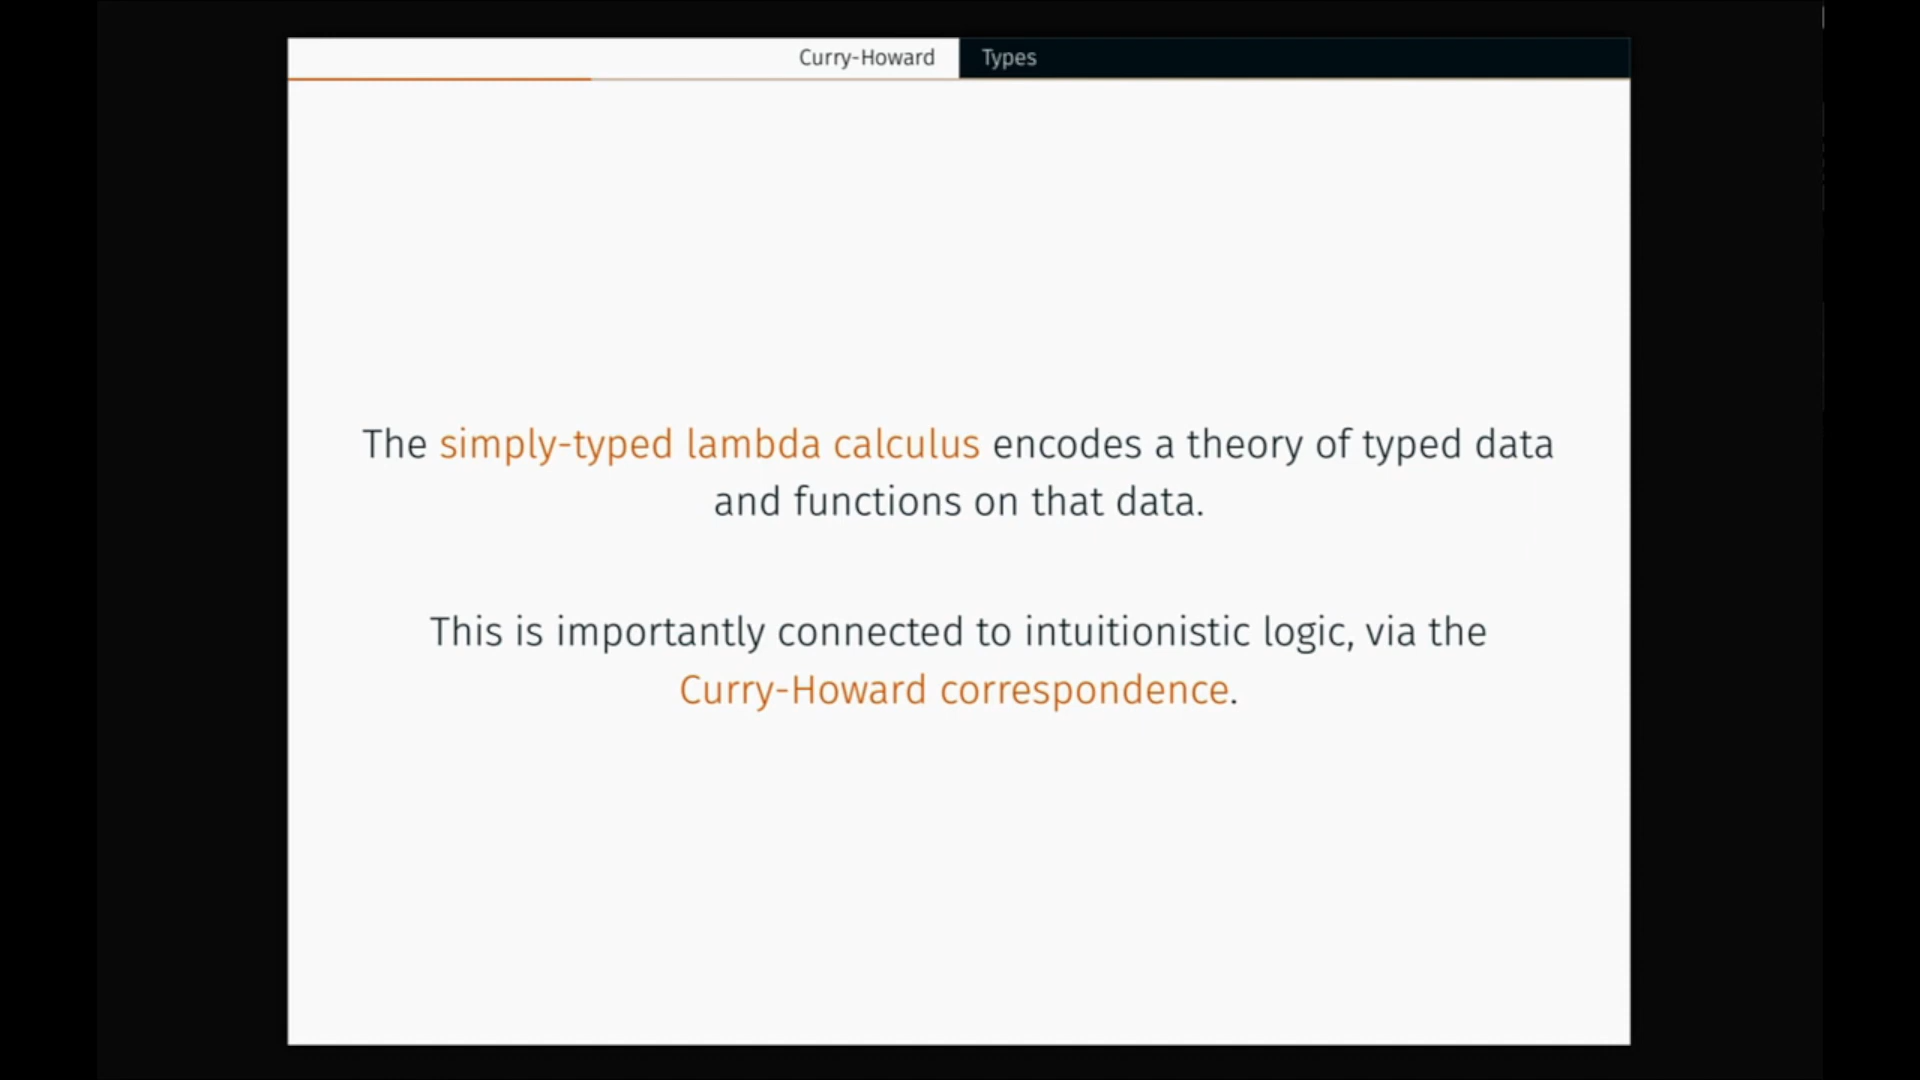 Curry-Howard
Types
The simply-typed lambda calculus encodes a theory of typed data
and functions on that data.
This is importantly connected to intuitionistic logic, via the
Curry-Howard correspondence.